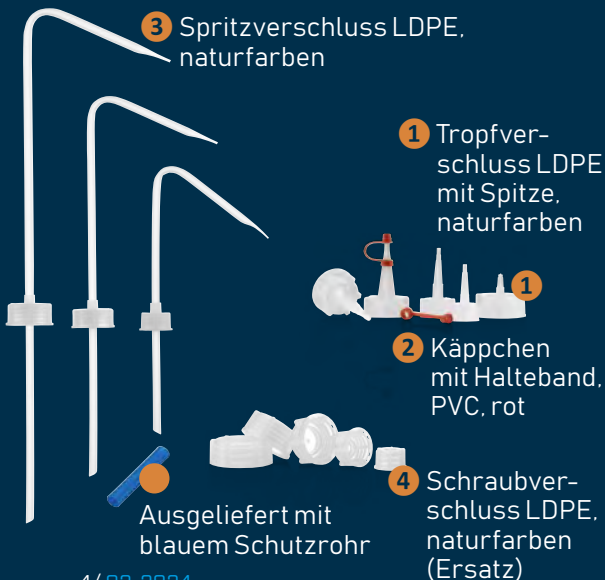 3 Spritzverschluss LDPE,
naturfarben
1 Tropfver-
schluss LDPE
mit Spitze,
naturfarben
1
2 Käppchen
mit Halteband,
PVC, rot
4 Schraubver-
schluss LDPE,
naturfarben
(Ersatz)
Ausgeliefert mit
blauem Schutzrohr